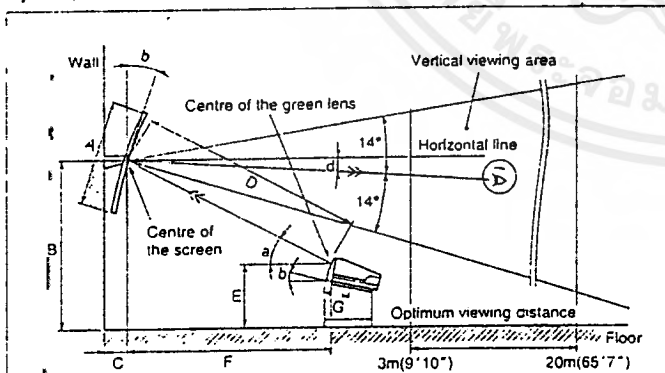 b
Wall
Vertical viewing area
Centre of the green lens
A
14°
Horizontal line
D
d
14°
Centre of
the screen
B
a
b
E
G
Optimum viewing distance
Floor
C
F
3m(9'10")
20m(65'7")